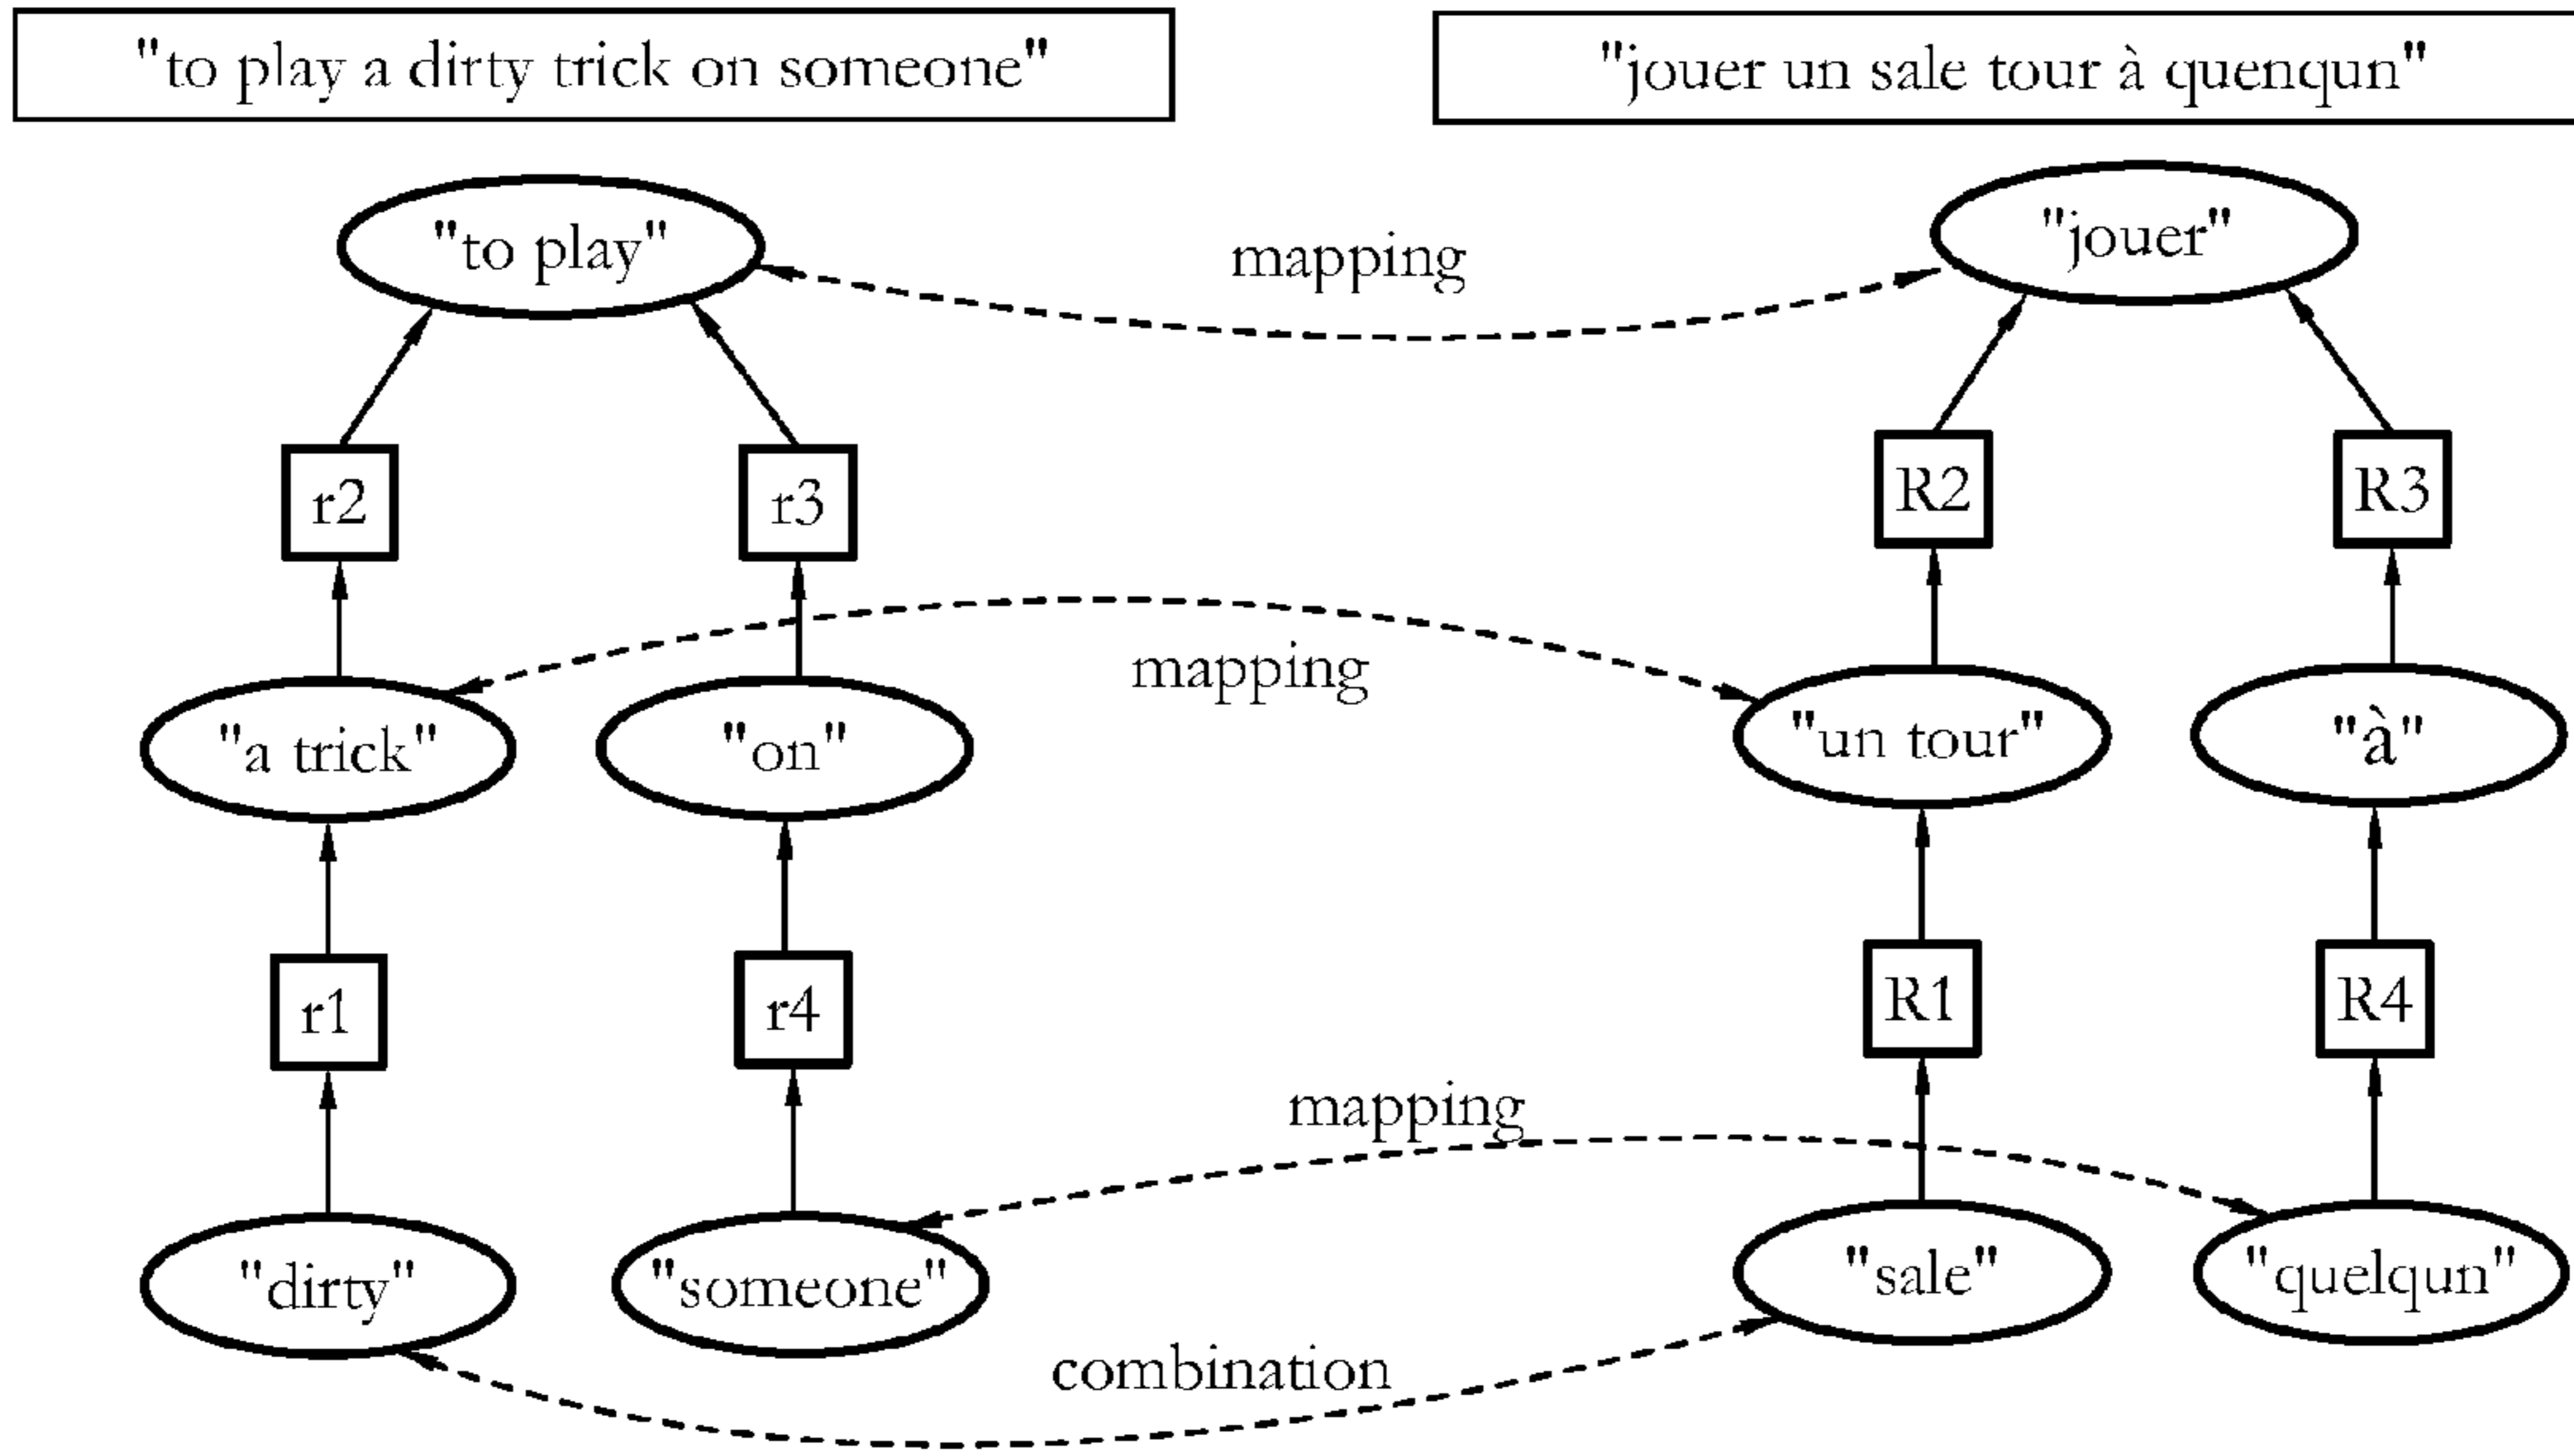 "to play a dirty trick on someone"
"jouer un sale tour à quenqun"
"to play"
mapping
"jouer"
r2
r3
R2
R3
mapping
"a trick"
"on"
"un tour"
"à"
r1
r4
R1
R4
mapping
"dirty"
"someone"
"sale"
"quelqun"
combination